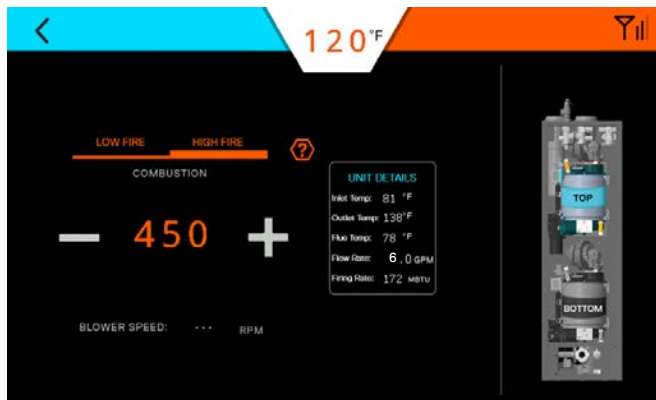 120°F
LOW FIRE HIGH FIRE ?
COMBUSTION
450
BLOWER SPEED: --- RPM
UNIT DETAILS
Inlet Temp: 81 °F
Outlet Temp: 138°F
Flue Temp: 78 °F
Flow Rate: 6.0 GPM
Firing Rate: 172 MBTU
TOP
BOTTOM